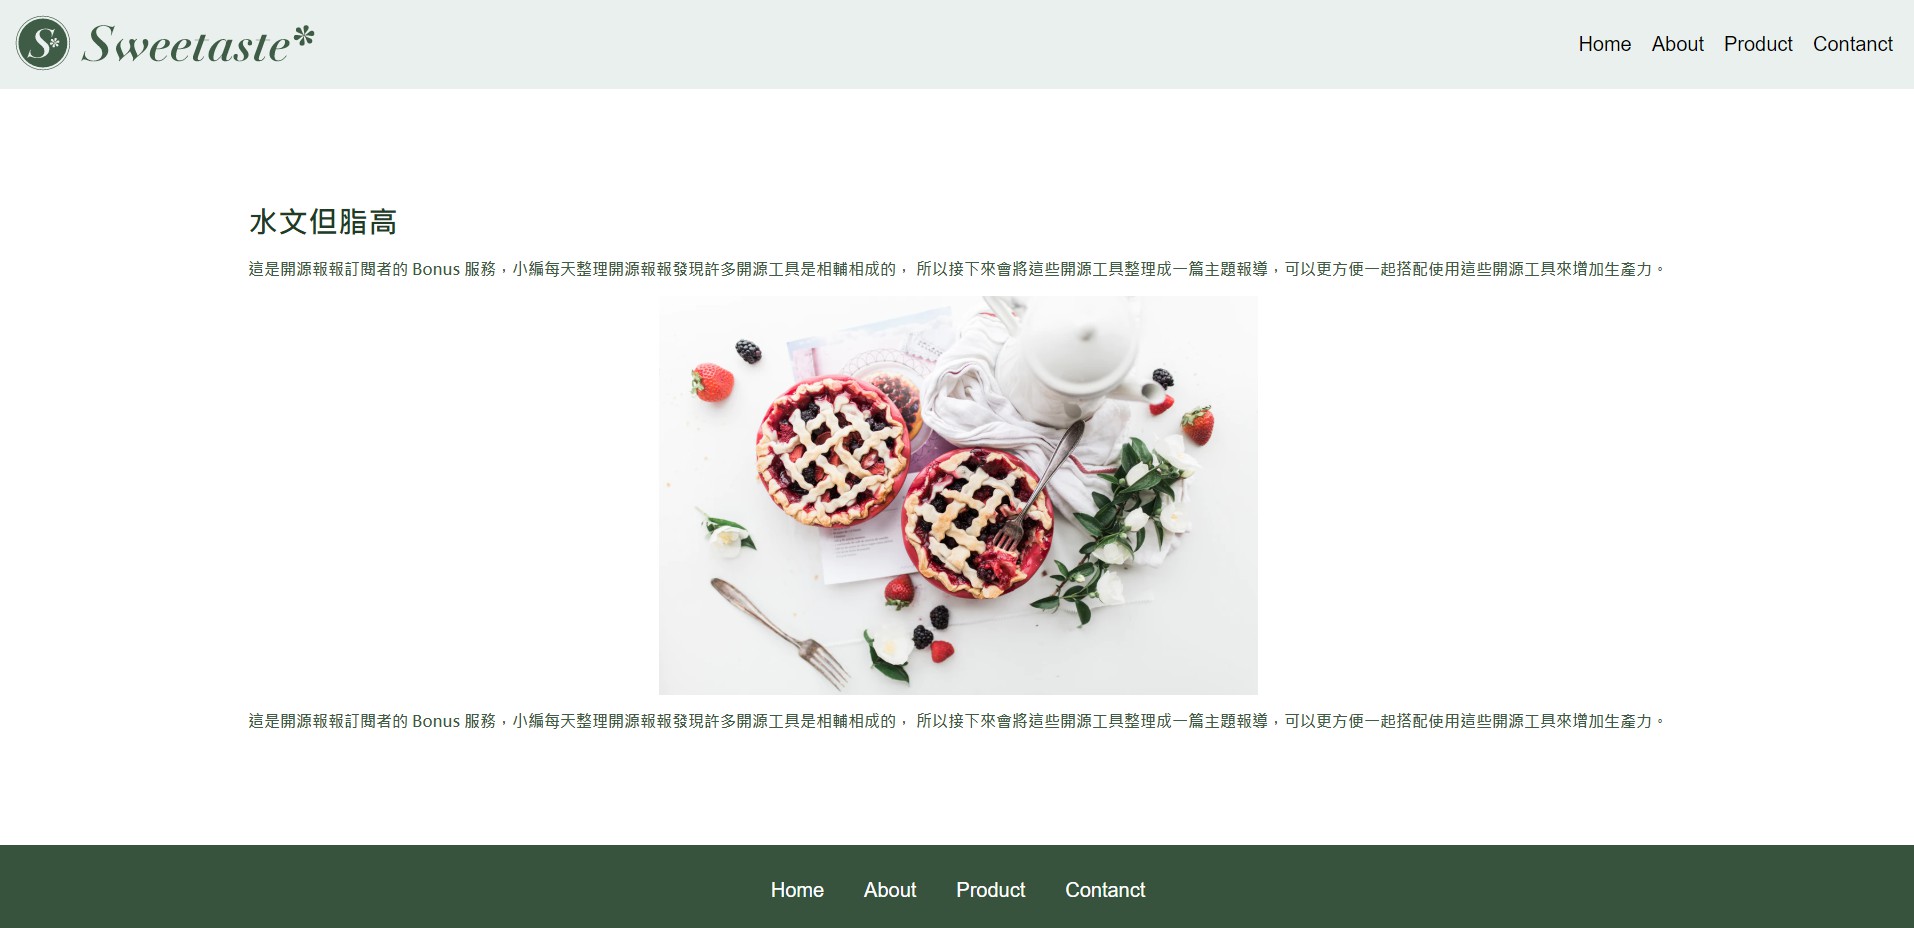 S* Sweetaste*
Home About Product Contanct
水文但脂高
這是開源報報訂閱者的 Bonus 服務，小編每天整理開源報報發現許多開源工具是相輔相成的， 所以接下來會將這些開源工具整理成一篇主題報導，可以更方便一起搭配使用這些開源工具來增加生產力。
這是開源報報訂閱者的 Bonus 服務，小編每天整理開源報報發現許多開源工具是相輔相成的， 所以接下來會將這些開源工具整理成一篇主題報導，可以更方便一起搭配使用這些開源工具來增加生產力。
Home About Product Contanct